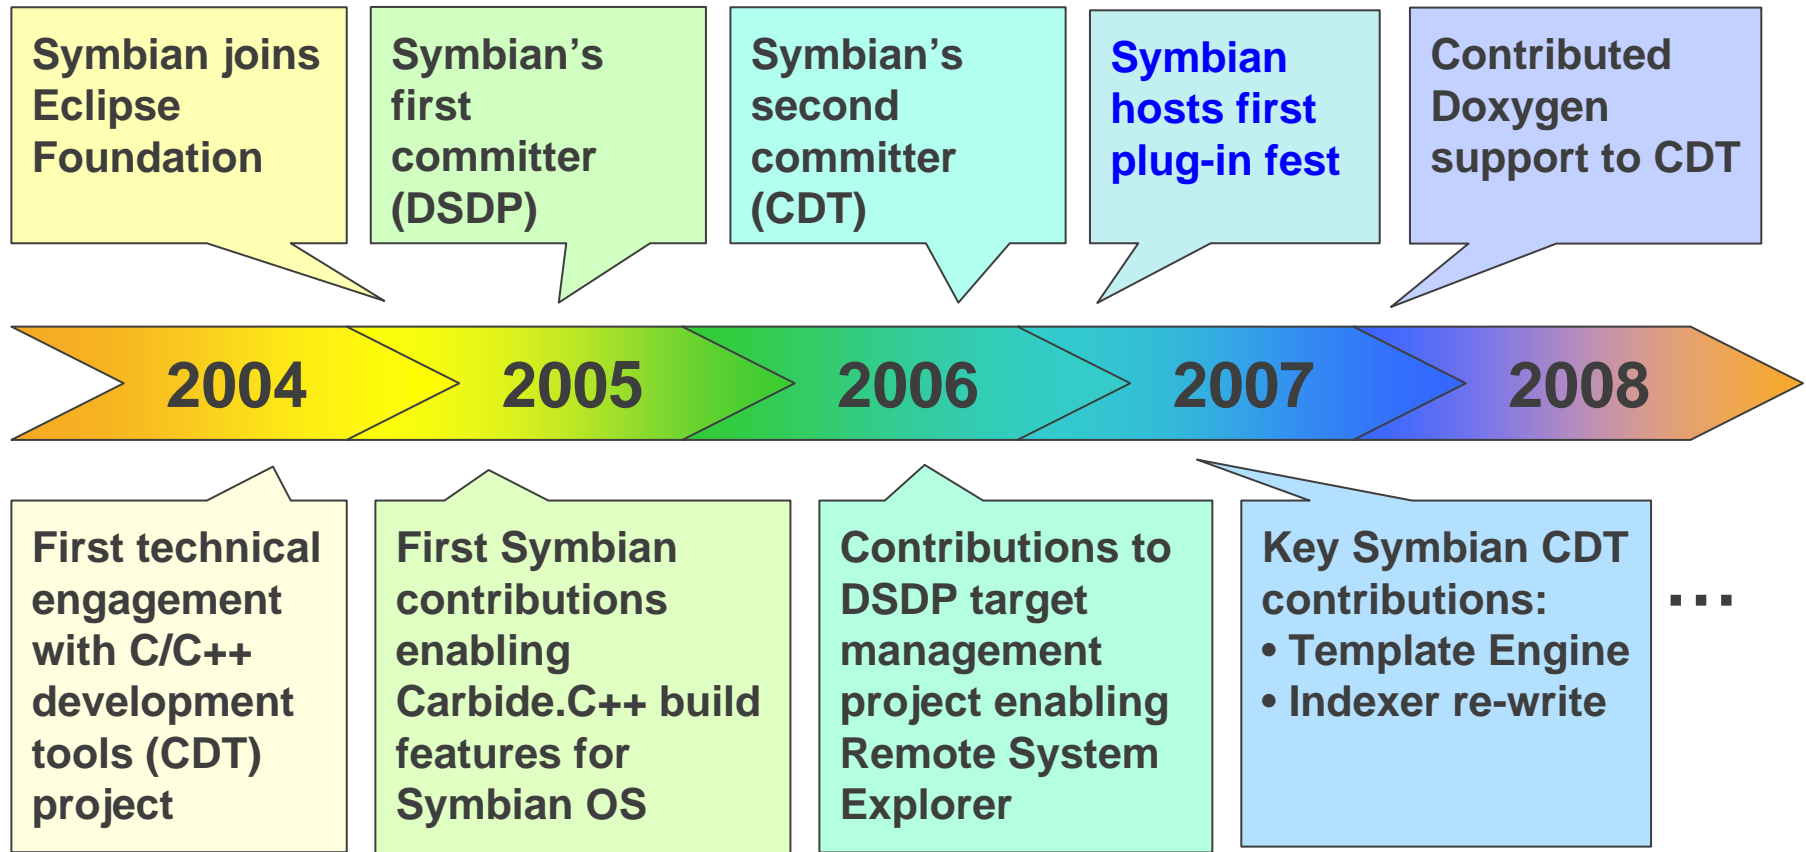 Symbian joins
Eclipse
Foundation
Symbian’s
first
committer
(DSDP)
Symbian’s
second
committer
(CDT)
Symbian
hosts first
plug-in fest
Contributed
Doxygen
support to CDT
2004
2005
2006
2007
2008
First technical
engagement
with C/C++
development
tools (CDT)
project
First Symbian
contributions
enabling
Carbide.C++ build
features for
Symbian OS
Contributions to
DSDP target
management
project enabling
Remote System
Explorer
Key Symbian CDT
contributions:
• Template Engine
• Indexer re-write
…